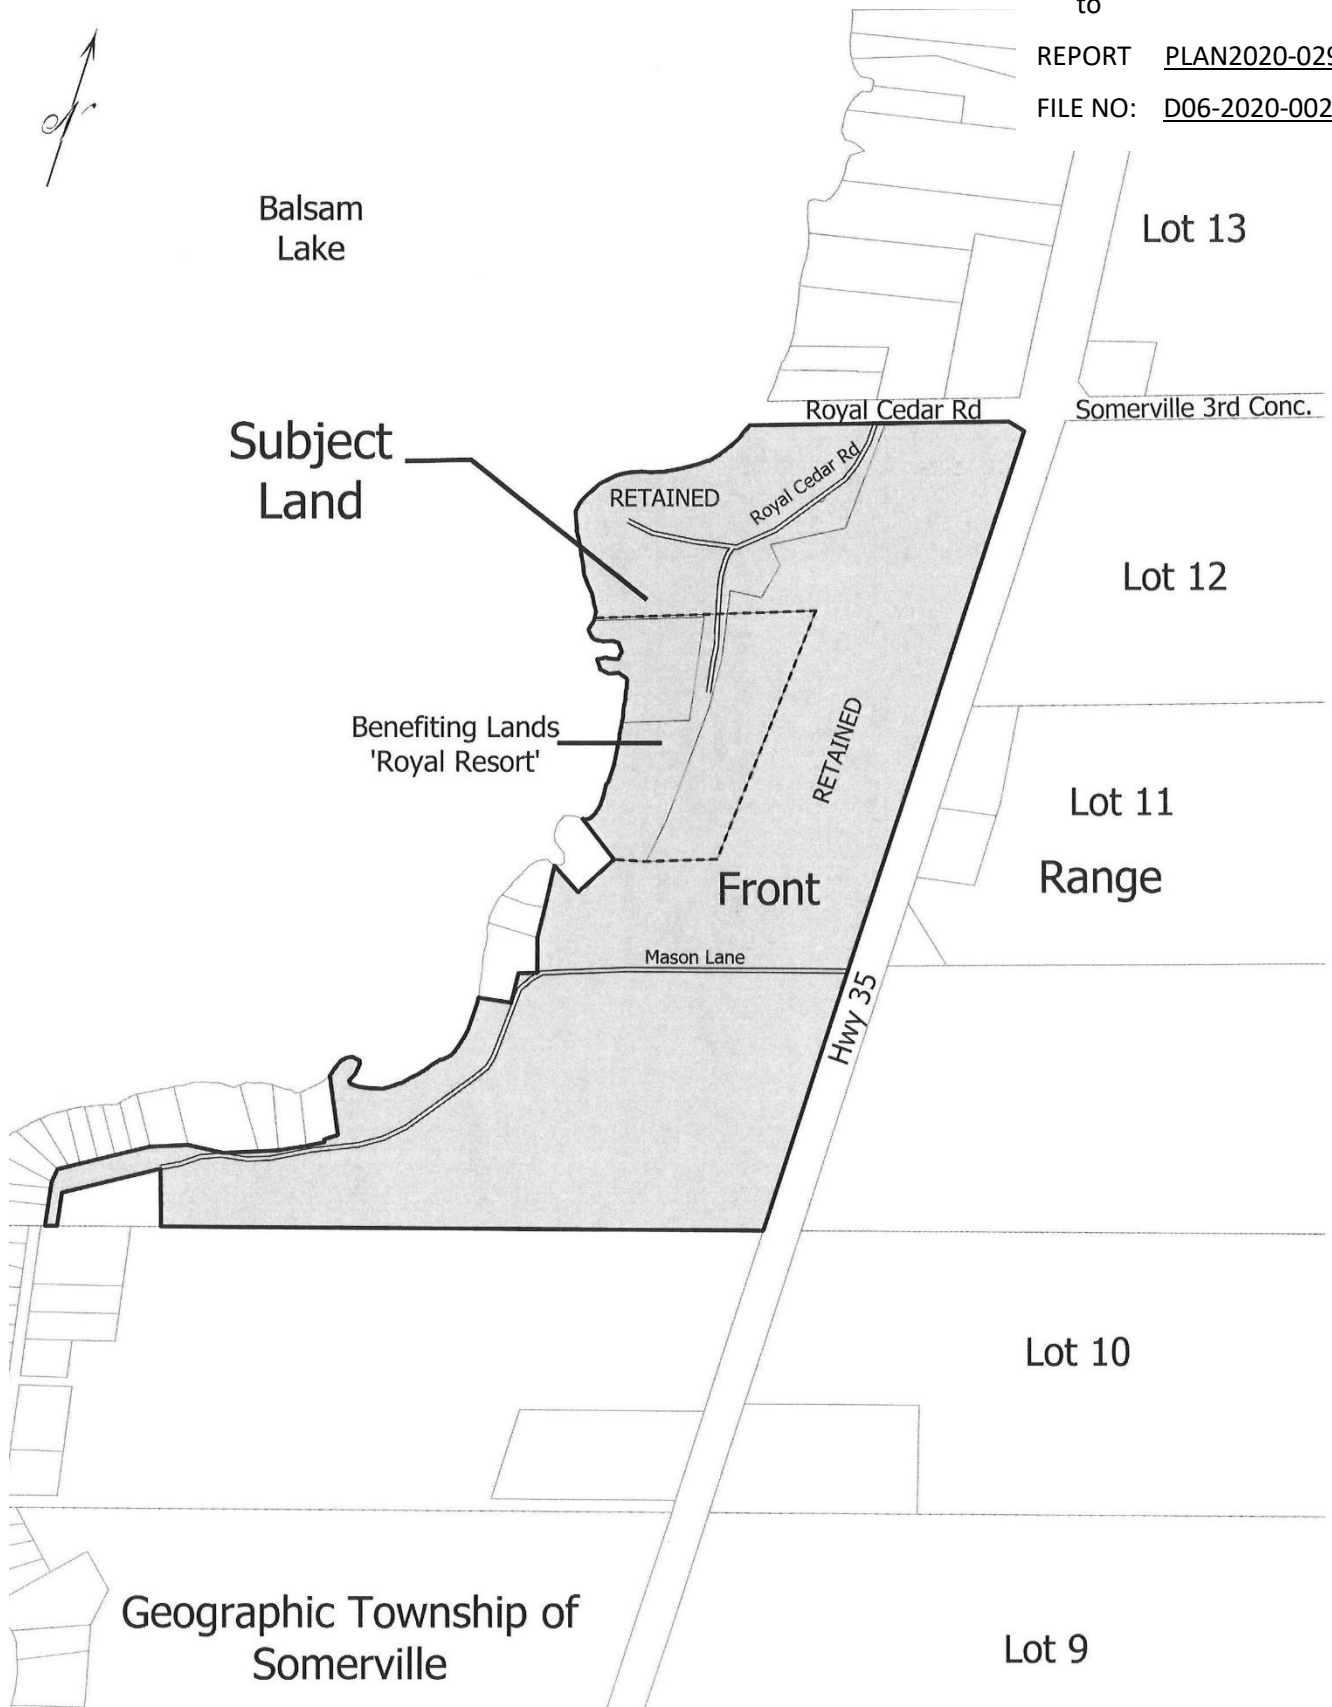 to
REPORT PLAN2020-029
FILE NO: D06-2020-002
Balsam
Lake
Lot 13
Royal Cedar Rd
Somerville 3rd Conc.
Subject
Land
RETAINED
Royal Cedar Rd
Lot 12
Benefiting Lands
'Royal Resort'
RETAINED
Lot 11
Front
Range
Mason Lane
Hwy 35
Lot 10
Geographic Township of
Somerville
Lot 9